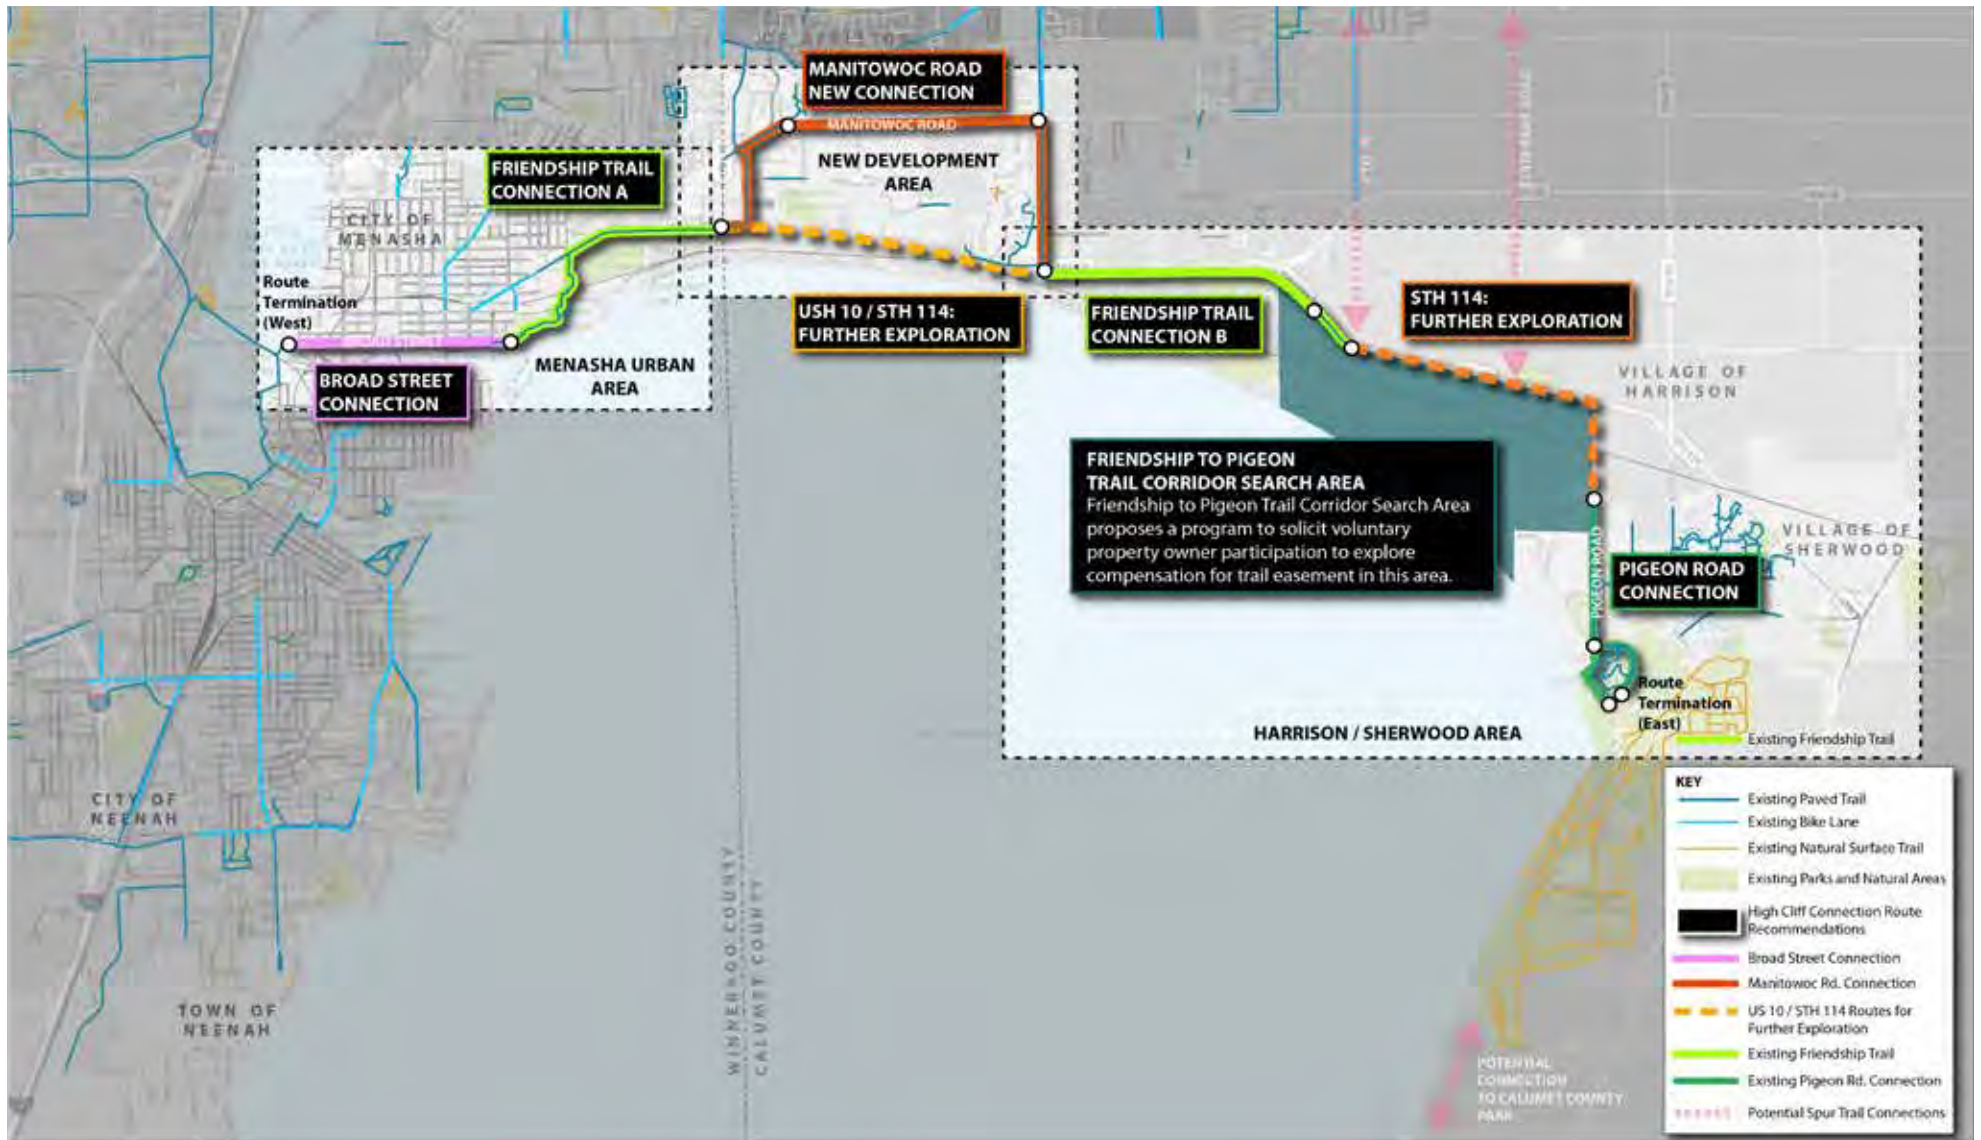 MANITOWOC ROAD
NEW CONNECTION
MANITOWOC ROAD
NEW DEVELOPMENT
AREA
FRIENDSHIP TRAIL
CONNECTION A
CITY OF
MENASHA
Route
Termination
(West)
BROAD STREET
CONNECTION
MENASHA URBAN
AREA
USH 10 / STH 114:
FURTHER EXPLORATION
FRIENDSHIP TRAIL
CONNECTION B
STH 114:
FURTHER EXPLORATION
VILLAGE OF
HARRISON
FRIENDSHIP TO PIGEON
TRAIL CORRIDOR SEARCH AREA
Friendship to Pigeon Trail Corridor Search Area
proposes a program to solicit voluntary
property owner participation to explore
compensation for trail easement in this area.
PIGEON ROAD
VILLAGE OF
SHERWOOD
PIGEON ROAD
CONNECTION
Route
Termination
(East)
HARRISON / SHERWOOD AREA
Existing Friendship Trail
CITY OF
NEENAH
TOWN OF
NEENAH
WINNEBAGO COUNTY
CALUMET COUNTY
POTENTIAL
CONNECTION
TO CALUMET COUNTY
PARK
KEY
Existing Paved Trail
Existing Bike Lane
Existing Natural Surface Trail
Existing Parks and Natural Areas
High Cliff Connection Route
Recommendations
Broad Street Connection
Manitowoc Rd. Connection
US 10 / STH 114 Routes for
Further Exploration
Existing Friendship Trail
Existing Pigeon Rd. Connection
Potential Spur Trail Connections